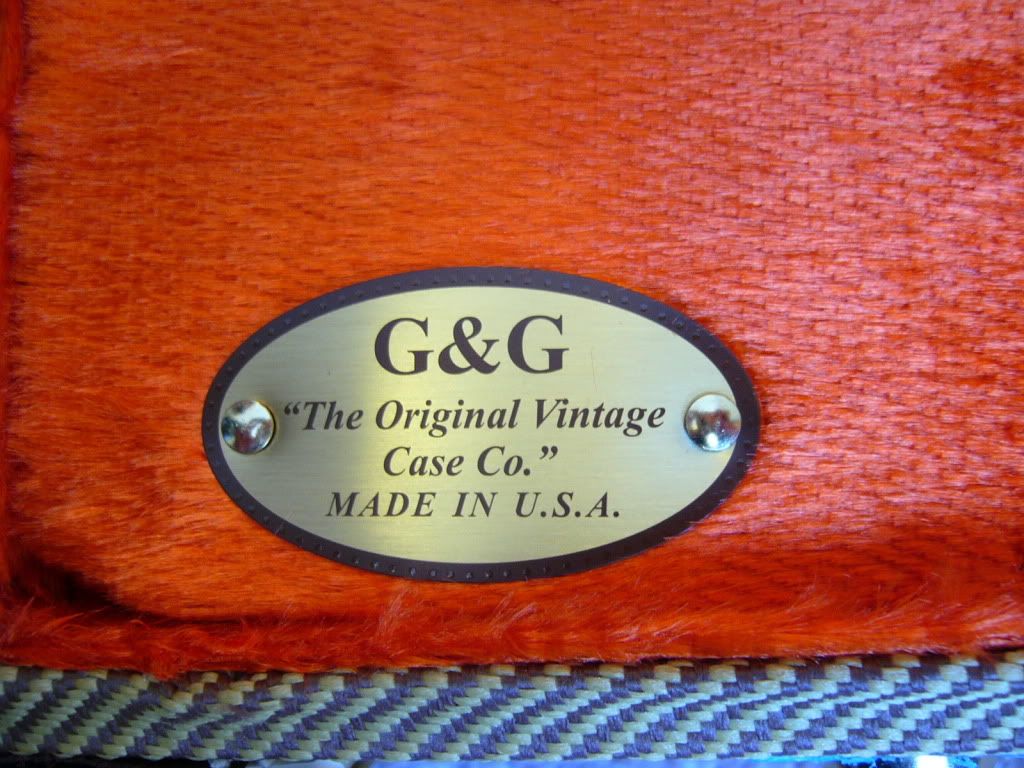 G&G
“The Original Vintage
Case Co.”
MADE IN U.S.A.